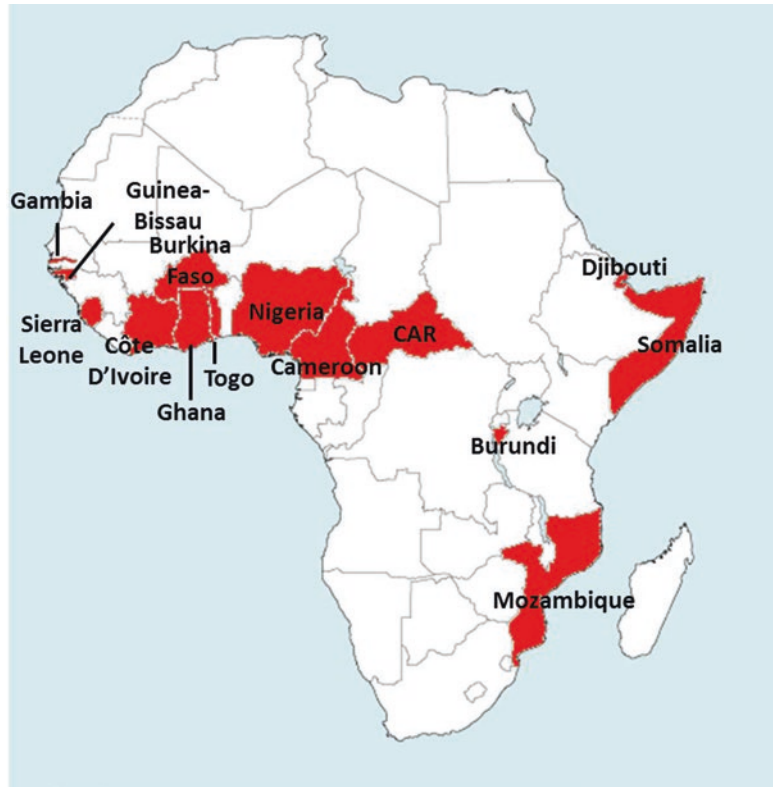 Gambia
Guinea-
Bissau
Burkina
Faso
Djibouti
Nigeria
CAR
Somalia
Sierra
Leone
Côte
D'Ivoire
Togo
Cameroon
Ghana
Burundi
Mozambique